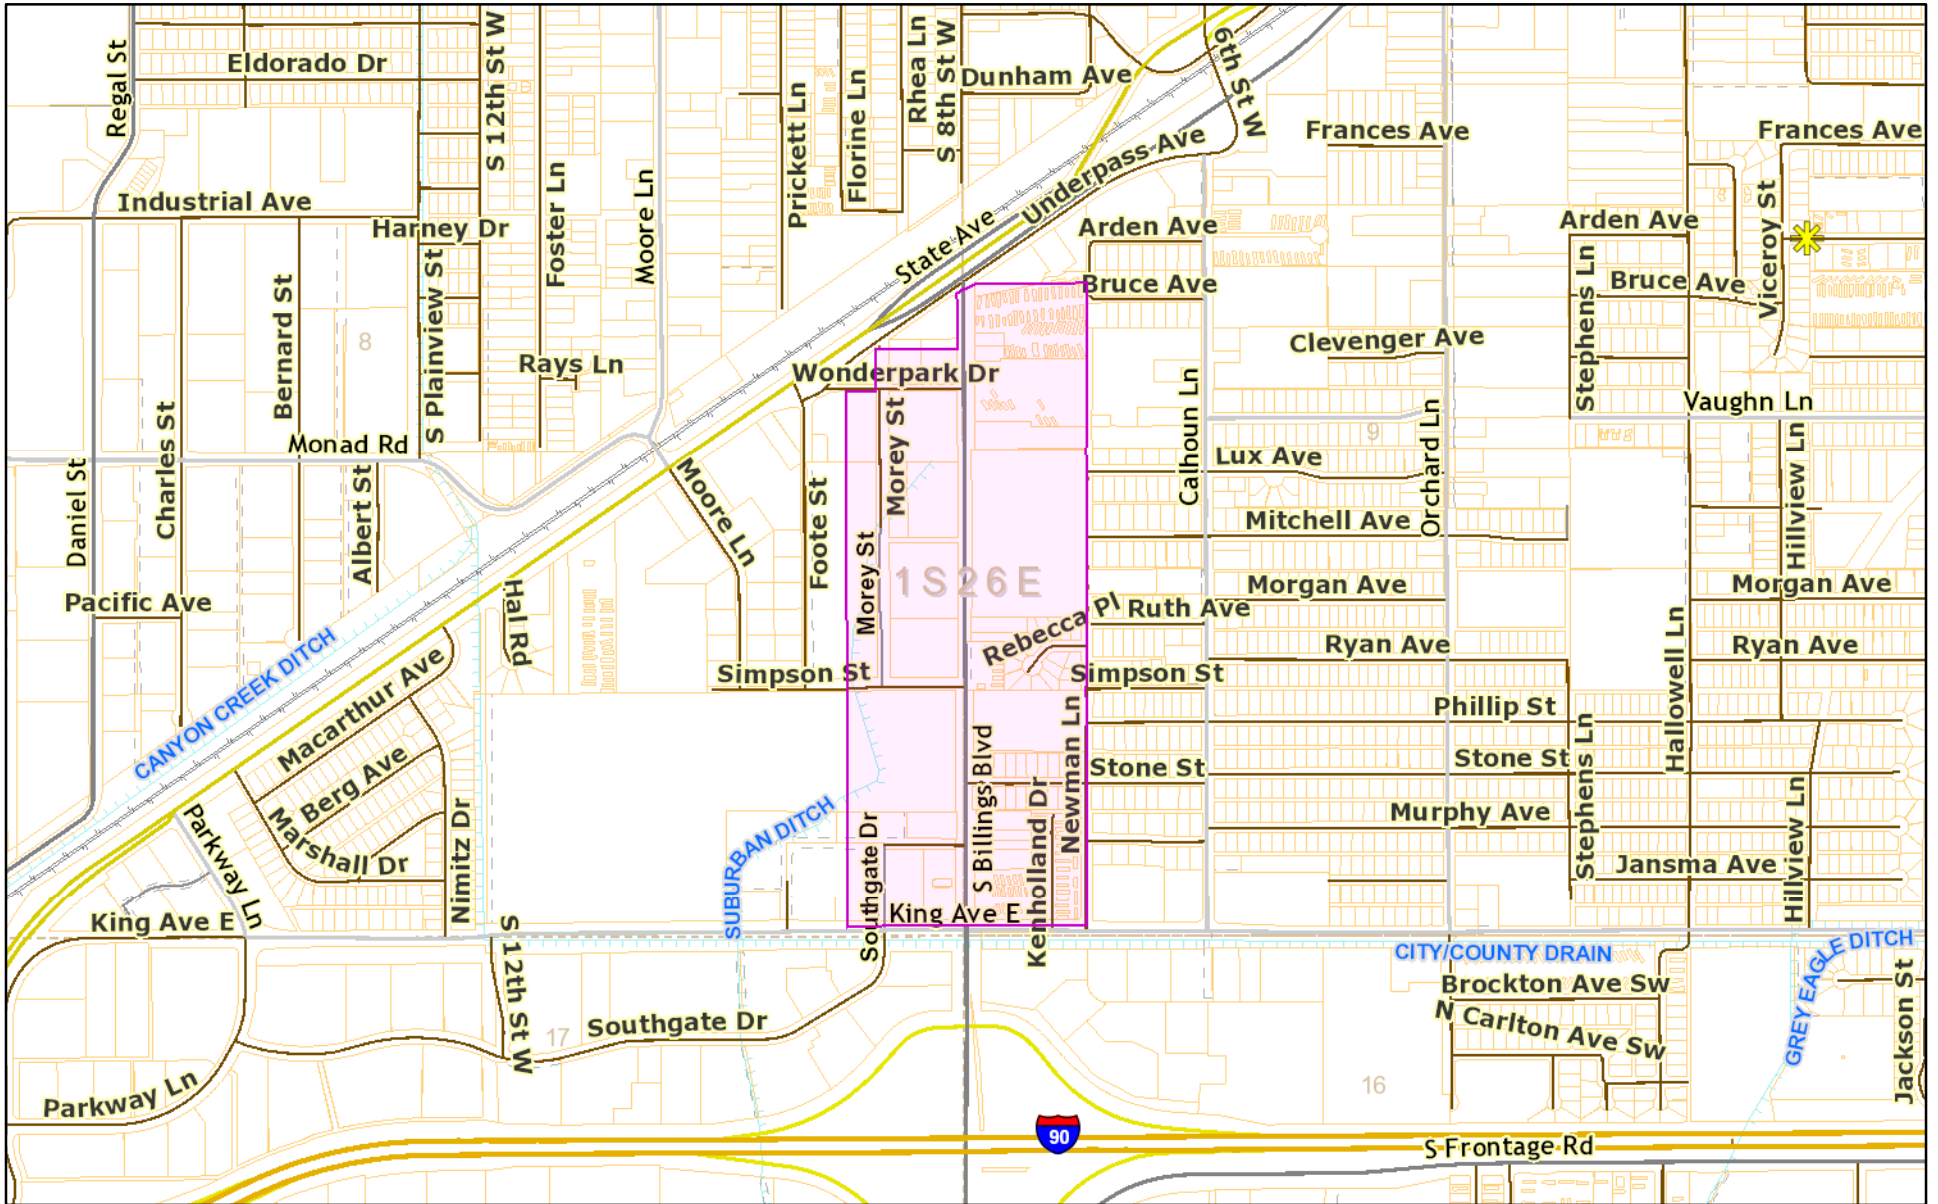 Regal St
Eldorado Dr
S 12th St W
Rhea Ln
S 8th St W
Dunham Ave
6th St W
Frances Ave
Frances Ave
Prickett Ln
Florine Ln
Industrial Ave
Harney Dr
Foster Ln
Moore Ln
State Ave
Underpass Ave
Arden Ave
Arden Ave
Viceroy St
Bruce Ave
Bruce Ave
Stephens Ln
Bernard St
8
S Plainview St
Rays Ln
Wonderpark Dr
Clevenger Ave
Calhoun Ln
Vaughn Ln
Charles St
Monad Rd
Morey St
9
Orchard Ln
Hillview Ln
Daniel St
Albert St
Moore Ln
Foote St
Lux Ave
Mitchell Ave
Morey St
1S26E
Pacific Ave
Hal Rd
Rebecca Pl
Ruth Ave
Morgan Ave
Morgan Ave
CANYON CREEK DITCH
Macarthur Ave
Simpson St
Simpson St
Ryan Ave
Ryan Ave
Hallowell Ln
Phillip St
Berg Ave
Marshall Dr
Nimitz Dr
SUBURBAN DITCH
S Billings Blvd
Newman Ln
Stone St
Stone St
Stephens Ln
Murphy Ave
Jansma Ave
Hillview Ln
Parkway Ln
King Ave E
Southgate Dr
King Ave E
Kenholland Dr
S 12th St W
CITY/COUNTY DRAIN
GREY EAGLE DITCH
Brockton Ave Sw
N Carlton Ave Sw
Jackson St
17
Southgate Dr
16
Parkway Ln
90
S Frontage Rd